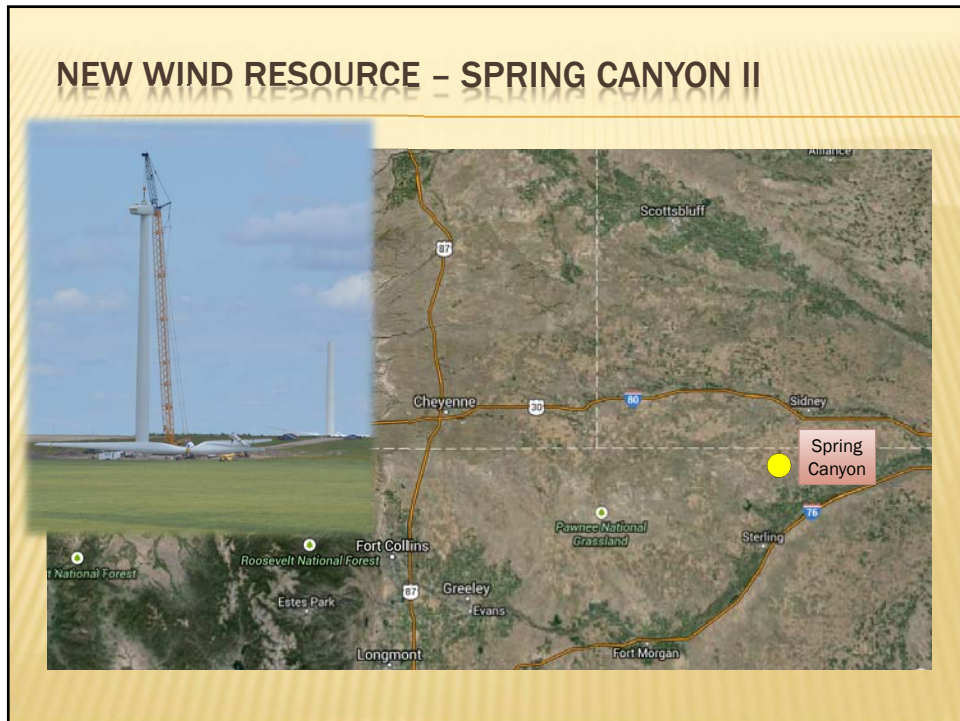 NEW WIND RESOURCE – SPRING CANYON II
Alliance
Scottsbluff
87
Cheyenne
30
80
Sidney
Spring
Canyon
76
Pawnee National
Grassland
Sterling
Fort Collins
Roosevelt National Forest
t National Forest
87
Greeley
Estes Park
Evans
Longmont
Fort Morgan